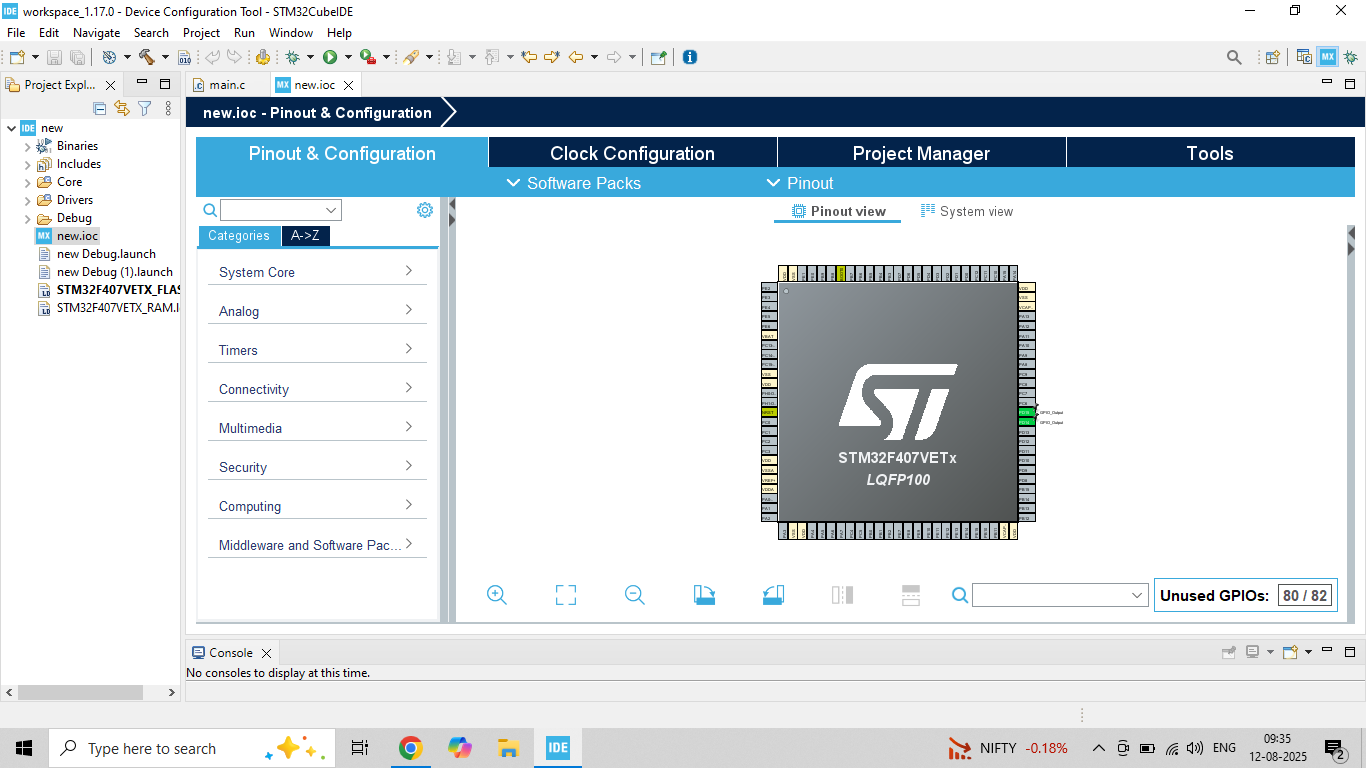 workspace_1.17.0 - Device Configuration Tool - STM32CubeIDE
File Edit Navigate Search Project Run Window Help
Project Expl...
main.c
new.ioc
new.ioc - Pinout & Configuration
new
Binaries
Includes
Core
Drivers
Debug
new.ioc
new Debug.launch
new Debug (1).launch
STM32F407VETX_FLAS
STM32F407VETX_RAM.l
Pinout & Configuration
Clock Configuration
Project Manager
Tools
Software Packs
Pinout
Categories
A->Z
System Core
Analog
Timers
Connectivity
Multimedia
Security
Computing
Middleware and Software Pac...
Pinout view
System view
GPIO_Output
GPIO_Output
STM32F407VETx
LQFP100
Unused GPIOs: 80 / 82
Console
No consoles to display at this time.
Type here to search
IDE
NIFTY -0.18%
ENG
09:35
12-08-2025
2